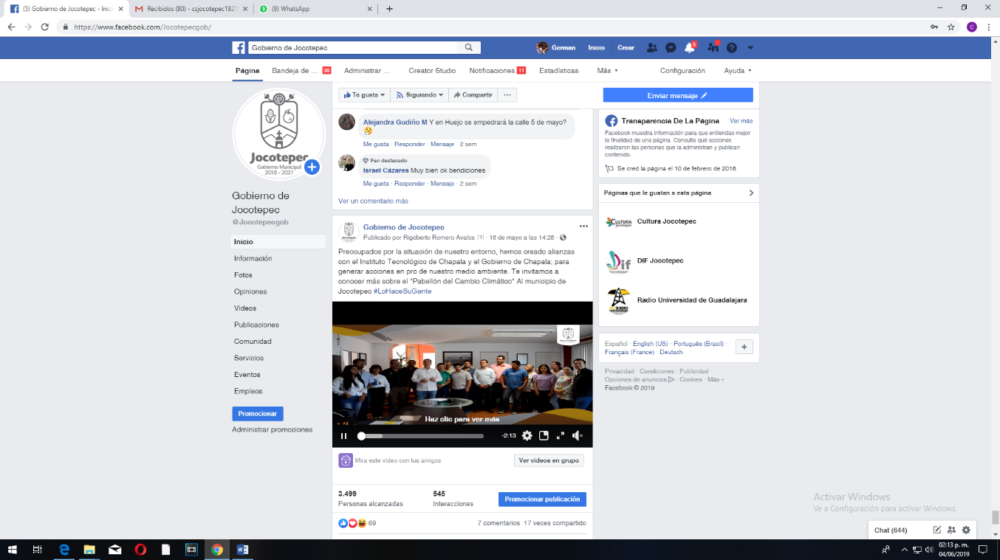 (5) Gobierno de Jocotepec - Inici
Recibidos (80) - csjocotepec1821
(9) WhatsApp
https://www.facebook.com/Jocotepecgob/
Gobierno de Jocotepec
German
Inicio
Crear
5
Página
Bandeja de ... 30
Administrar ...
Creator Studio
Notificaciones 11
Estadísticas
Más
Configuración
Ayuda
Jocotepec
Gobierno Municipal
2018 - 2021
Gobierno de
Jocotepec
@Jocotepecgob
Inicio
Información
Fotos
Opiniones
Videos
Publicaciones
Comunidad
Servicios
Eventos
Empleos
Promocionar
Administrar promociones
Te gusta
Siguiendo
Compartir
...
Enviar mensaje
Alejandra Gudiño M Y en Huejo se empedrará la calle 5 de mayo?
Me gusta · Responder · Mensaje · 2 sem
Fan destacado
Israel Cázares Muy bien ok bendiciones
Me gusta · Responder · Mensaje · 2 sem
Ver un comentario más
Gobierno de Jocotepec
Publicado por Rigoberto Romero Avalos [?] · 16 de mayo a las 14:28 ·
Preocupados por la situación de nuestro entorno, hemos creado alianzas
con el Instituto Tecnológico de Chapala y el Gobierno de Chapala; para
generar acciones en pro de nuestro medio ambiente. Te invitamos a
conocer más sobre el "Pabellón del Cambio Climático" Al municipio de
Jocotepec #LoHaceSuGente
Haz clic para ver más
-2:13
Mira este video con tus amigos
Ver videos en grupo
3.499
Personas alcanzadas
545
Interacciones
Promocionar publicación
69
7 comentarios 17 veces compartido
Transparencia De La Página
Ver más
Facebook muestra información para que entiendas mejor
la finalidad de una página. Consulta qué acciones
realizaron las personas que la administran y publican
contenido.
Se creó la página el 10 de febrero de 2016
Páginas que le gustan a esta página
CULTURA
Jocotepec
Cultura Jocotepec
Dif
DIF Jocotepec
RADIO
Radio Universidad de Guadalajara
Español · English (US) · Português (Brasil) ·
Français (France) · Deutsch
Privacidad · Condiciones · Publicidad ·
Opciones de anuncios · Cookies · Más
Facebook © 2019
Activar Windows
Ve a Configuración para activar Windows.
Chat (644)
02:13 p. m.
04/06/2019